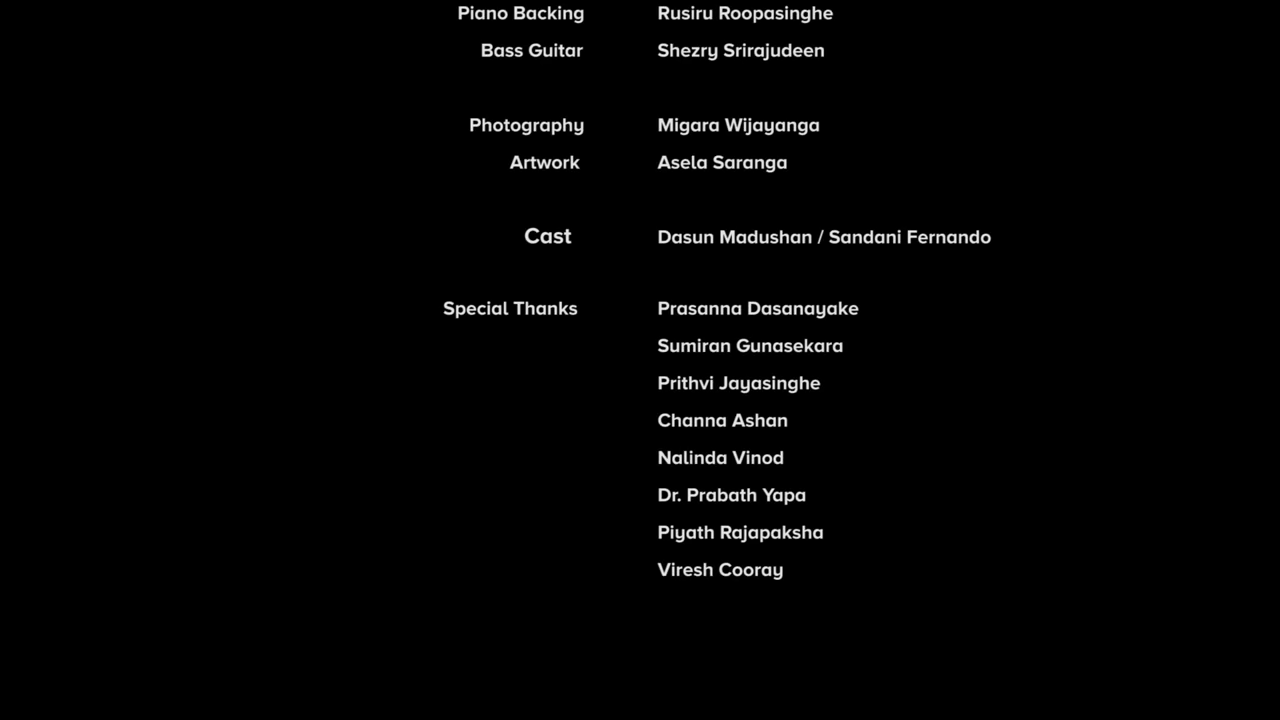 Piano Backing Rusiru Roopasinghe
Bass Guitar Shezry Srirajudeen
Photography Migara Wijayanga
Artwork Asela Saranga
Cast Dasun Madushan / Sandani Fernando
Special Thanks Prasanna Dasanayake
Sumiran Gunasekara
Prithvi Jayasinghe
Channa Ashan
Nalinda Vinod
Dr. Prabath Yapa
Piyath Rajapaksha
Viresh Cooray